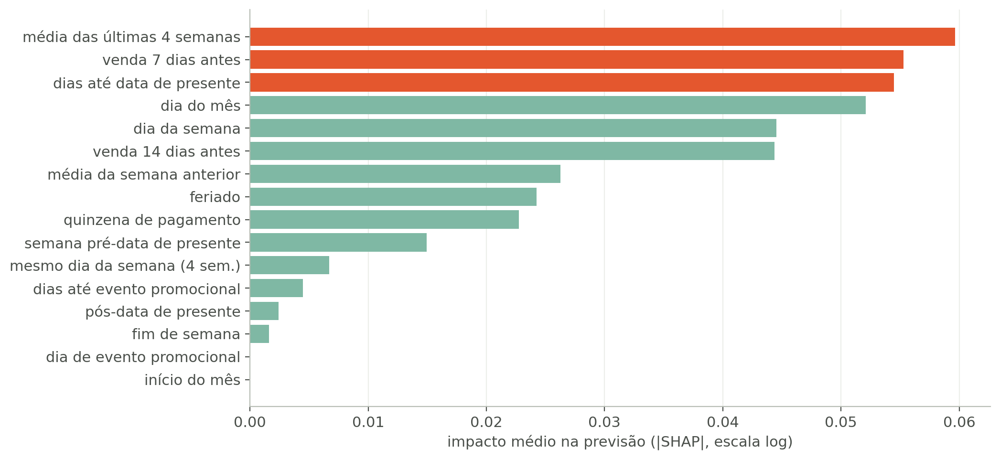 média das últimas 4 semanas
venda 7 dias antes
dias até data de presente
dia do mês
dia da semana
venda 14 dias antes
média da semana anterior
feriado
quinzena de pagamento
semana pré-data de presente
mesmo dia da semana (4 sem.)
dias até evento promocional
pós-data de presente
fim de semana
dia de evento promocional
início do mês
0.00 0.01 0.02 0.03 0.04 0.05 0.06
impacto médio na previsão (|SHAP|, escala log)